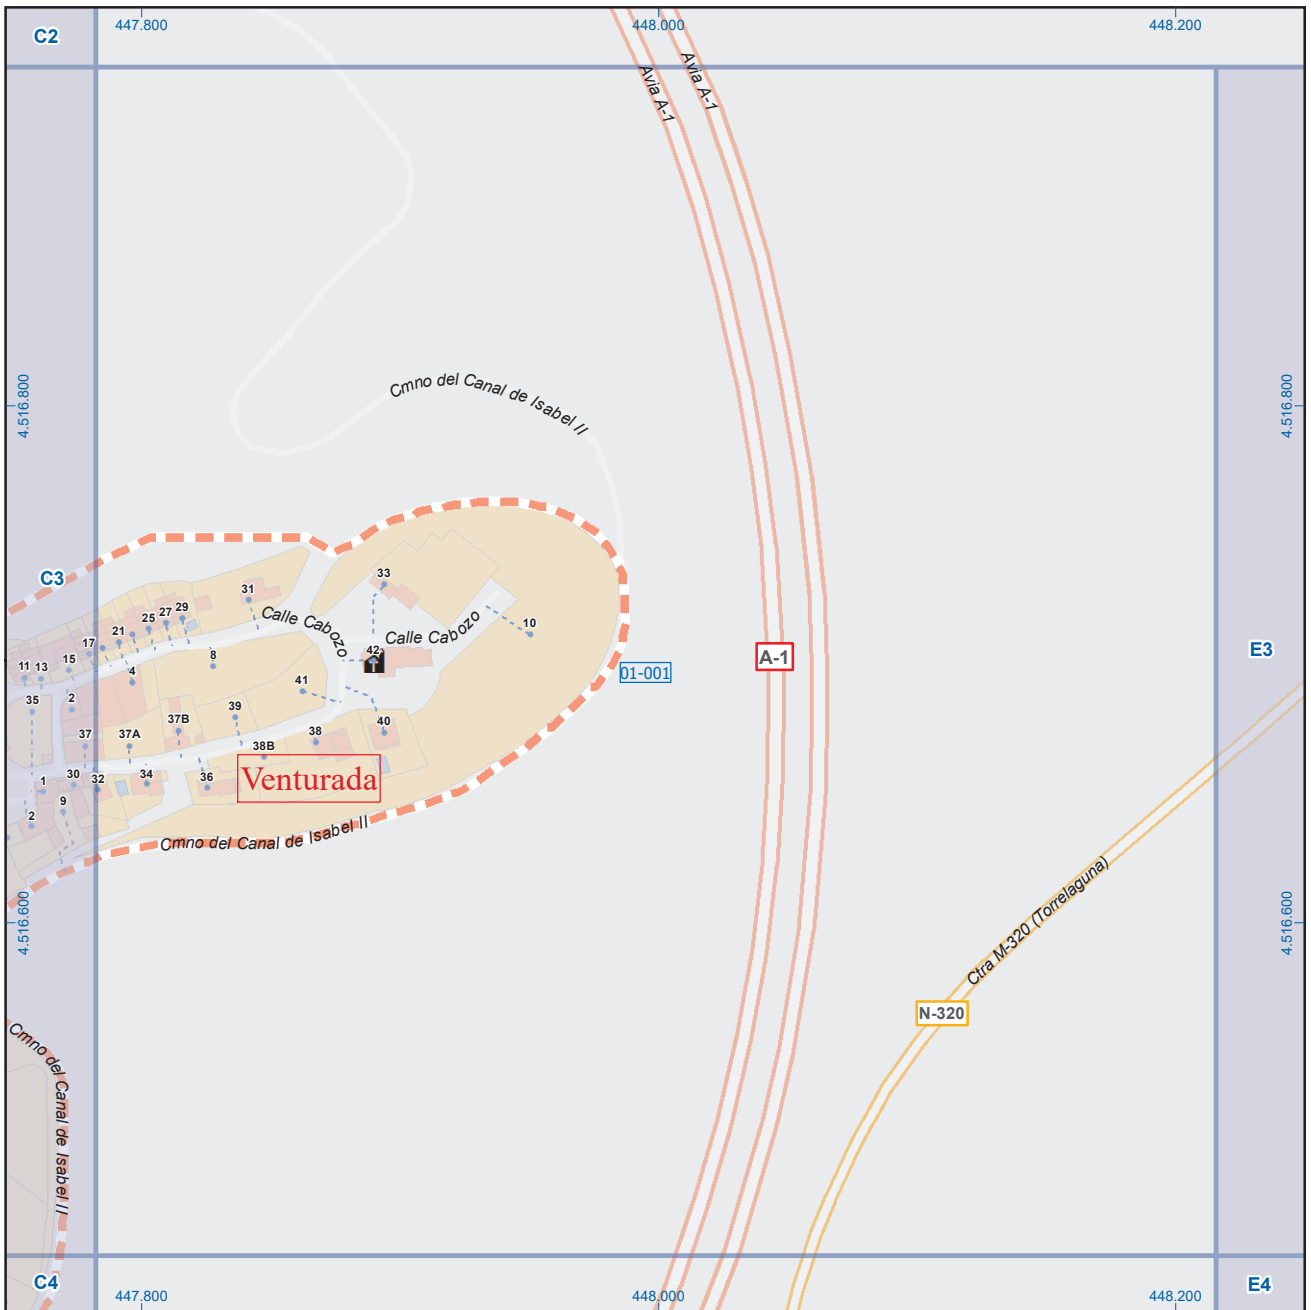 C2
447.800
448.000
448.200
Avia A-1
Avia A-1
4.516.800
4.516.800
Cmno del Canal de Isabel II
C3
33
31
29
27
25
21
17
15
13
11
Calle Cabozo
Calle Cabozo
10
42
8
4
E3
A-1
01-001
35
2
41
39
37B
40
37
37A
38
38B
Venturada
1
30
32
34
36
9
2
Cmno del Canal de Isabel II
4.516.600
4.516.600
Ctra M-320 (Torrelaguna)
N-320
Cmno del Canal de Isabel II
C4
E4
447.800
448.000
448.200